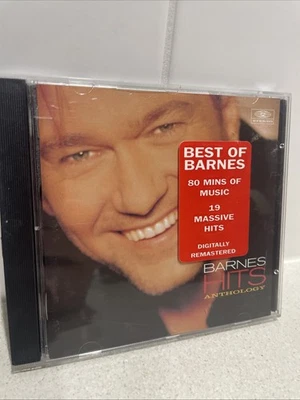 BEST OF
BARNES
80 MINS OF
MUSIC
19
MASSIVE
HITS
DIGITALLY
REMASTERED
BARNES
HITS
ANTHOLOGY